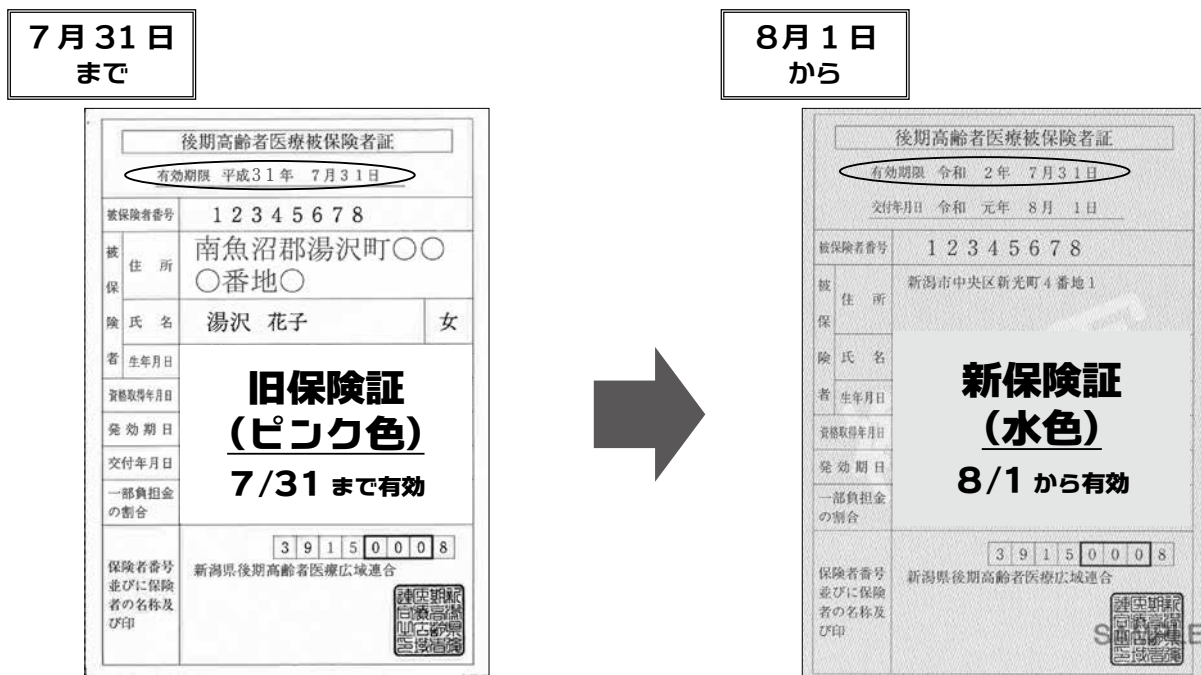 7月31日
まで
後期高齢者医療被保険者証
有効期限 平成31年 7月31日
被保険者番号 12345678
被保険者
住所 南魚沼郡湯沢町○○
○番地○
氏名 湯沢 花子 女
生年月日
資格取得年月日
発効期日
交付年月日
一部負担金
の割合
旧保険証
(ピンク色)
7/31 まで有効
保険者番号
並びに保険
者の名称及
び印
39150008
新潟県後期高齢者医療広域連合
8月1日
から
後期高齢者医療被保険者証
有効期限 令和 2年 7月31日
交付年月日 令和 元年 8月 1日
被保険者番号 12345678
被保険者
住所 新潟市中央区新光町4番地1
氏名
生年月日
資格取得年月日
発効期日
一部負担金
の割合
新保険証
(水色)
8/1 から有効
保険者番号
並びに保険
者の名称及
び印
39150008
新潟県後期高齢者医療広域連合
SAMPLE